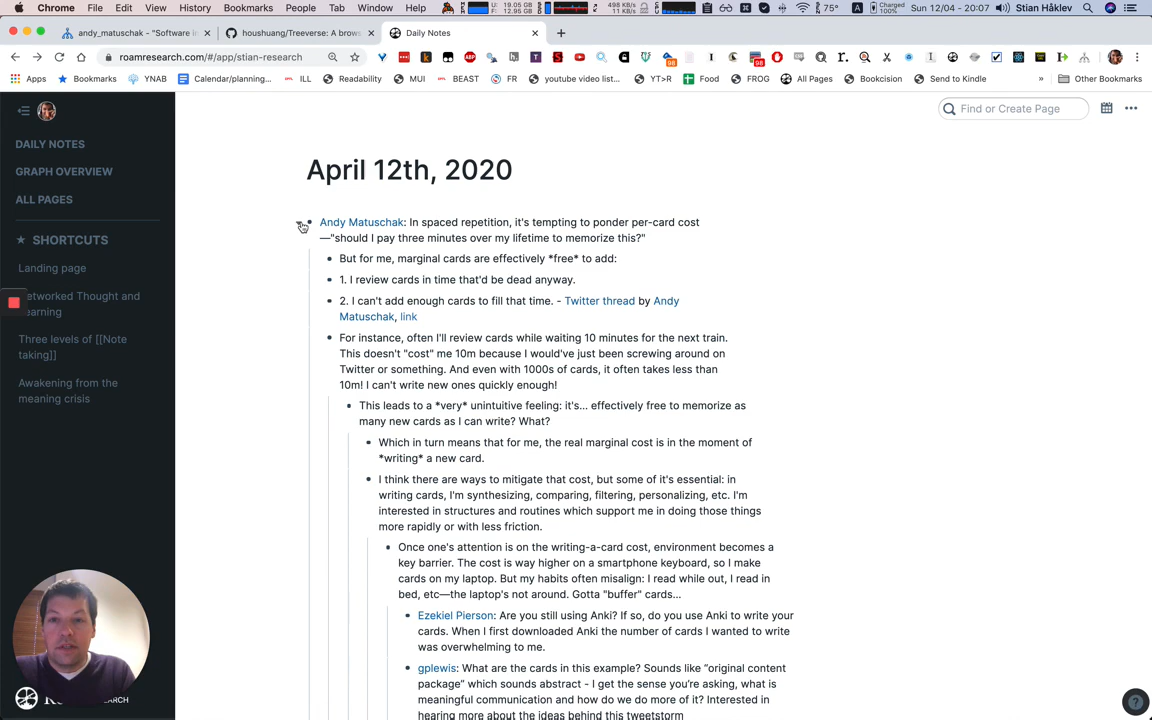 Chrome File Edit View History Bookmarks People Tab Window Help
19.05 GB
12.95 GB
498 KB/s
11 KB/s
75°
Charged
100%
Sun 12/04 - 20:07
Stian Håklev
andy_matuschak - "Software in
houshuang/Treeverse: A brows
Daily Notes
roamresearch.com/#/app/stian-research
Apps Bookmarks YNAB Calendar/planning... ILL Readability MUI BEAST FR youtube video list... YT>R Food FROG All Pages Bookcision Send to Kindle » Other Bookmarks
Find or Create Page
DAILY NOTES
GRAPH OVERVIEW
ALL PAGES
★ SHORTCUTS
Landing page
etworked Thought and
earning
Three levels of [[Note
taking]]
Awakening from the
meaning crisis
April 12th, 2020
Andy Matuschak: In spaced repetition, it's tempting to ponder per-card cost
—"should I pay three minutes over my lifetime to memorize this?"
But for me, marginal cards are effectively *free* to add:
1. I review cards in time that'd be dead anyway.
2. I can't add enough cards to fill that time. - Twitter thread by Andy
Matuschak, link
For instance, often I'll review cards while waiting 10 minutes for the next train.
This doesn't "cost" me 10m because I would've just been screwing around on
Twitter or something. And even with 1000s of cards, it often takes less than
10m! I can't write new ones quickly enough!
This leads to a *very* unintuitive feeling: it's... effectively free to memorize as
many new cards as I can write? What?
Which in turn means that for me, the real marginal cost is in the moment of
*writing* a new card.
I think there are ways to mitigate that cost, but some of it's essential: in
writing cards, I'm synthesizing, comparing, filtering, personalizing, etc. I'm
interested in structures and routines which support me in doing those things
more rapidly or with less friction.
Once one's attention is on the writing-a-card cost, environment becomes a
key barrier. The cost is way higher on a smartphone keyboard, so I make
cards on my laptop. But my habits often misalign: I read while out, I read in
bed, etc—the laptop's not around. Gotta "buffer" cards...
Ezekiel Pierson: Are you still using Anki? If so, do you use Anki to write your
cards. When I first downloaded Anki the number of cards I wanted to write
was overwhelming to me.
gplewis: What are the cards in this example? Sounds like “original content
package” which sounds abstract - I get the sense you’re asking, what is
meaningful communication and how do we do more of it? Interested in
hearing more about the ideas behind this tweetstorm